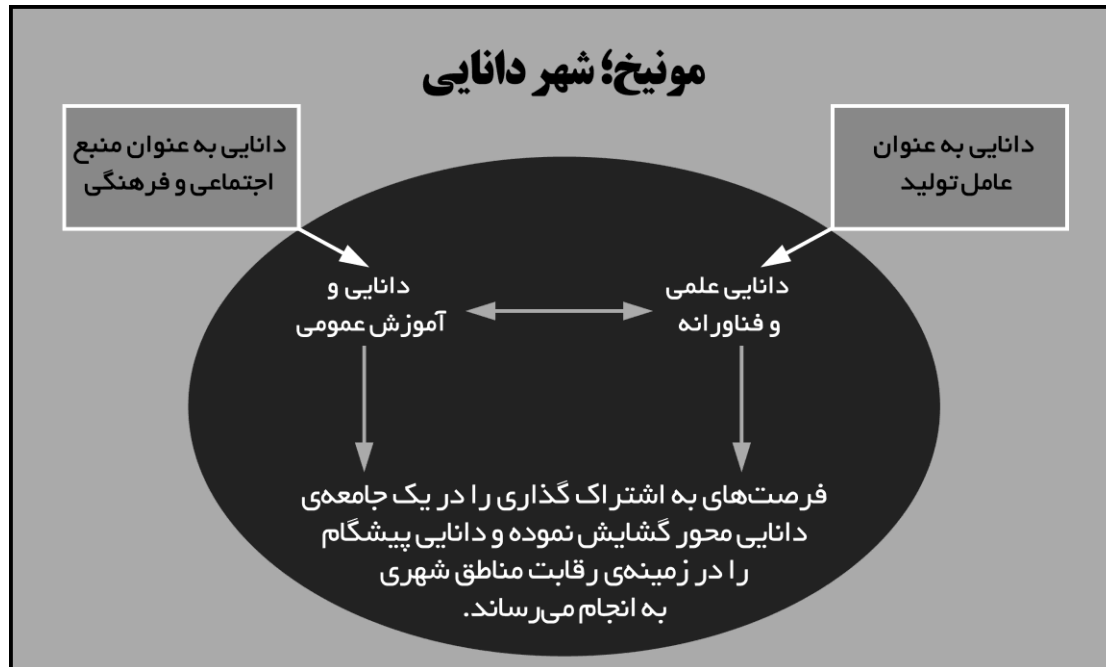 مونیخ؛ شهر دانایی
دانایی به عنوان
عامل تولید
دانایی به عنوان منبع
اجتماعی و فرهنگی
دانایی علمی
و فناورانه
دانایی و
آموزش عمومی
فرصت‌های به اشتراک گذاری را در یک جامعه‌ی
دانایی محور گشایش نموده و دانایی پیشگام
را در زمینه‌ی رقابت مناطق شهری
به انجام می‌رساند.